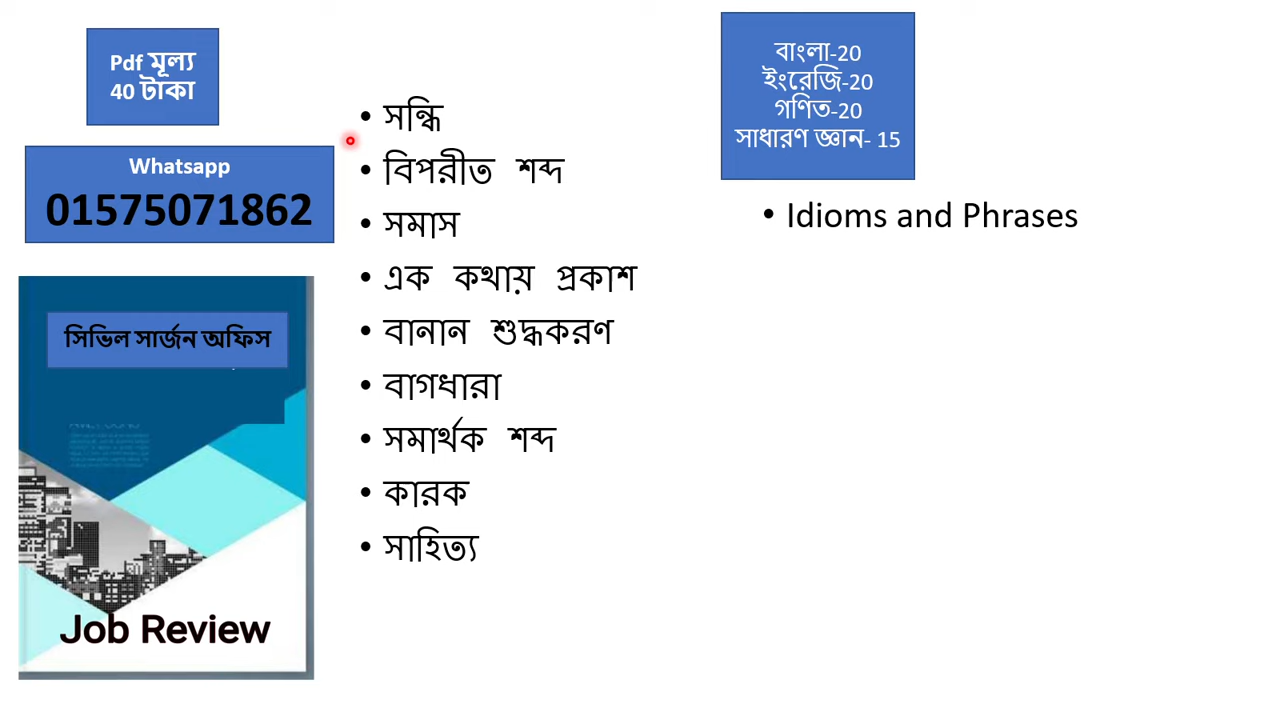 Pdf মূল্য
40 টাকা
Whatsapp
01575071862
সিভিল সার্জন অফিস
Job Review
• সন্ধি
• বিপরীত শব্দ
• সমাস
• এক কথায় প্রকাশ
• বানান শুদ্ধকরণ
• বাগধারা
• সমার্থক শব্দ
• কারক
• সাহিত্য
বাংলা-20
ইংরেজি-20
গণিত-20
সাধারণ জ্ঞান- 15
• Idioms and Phrases